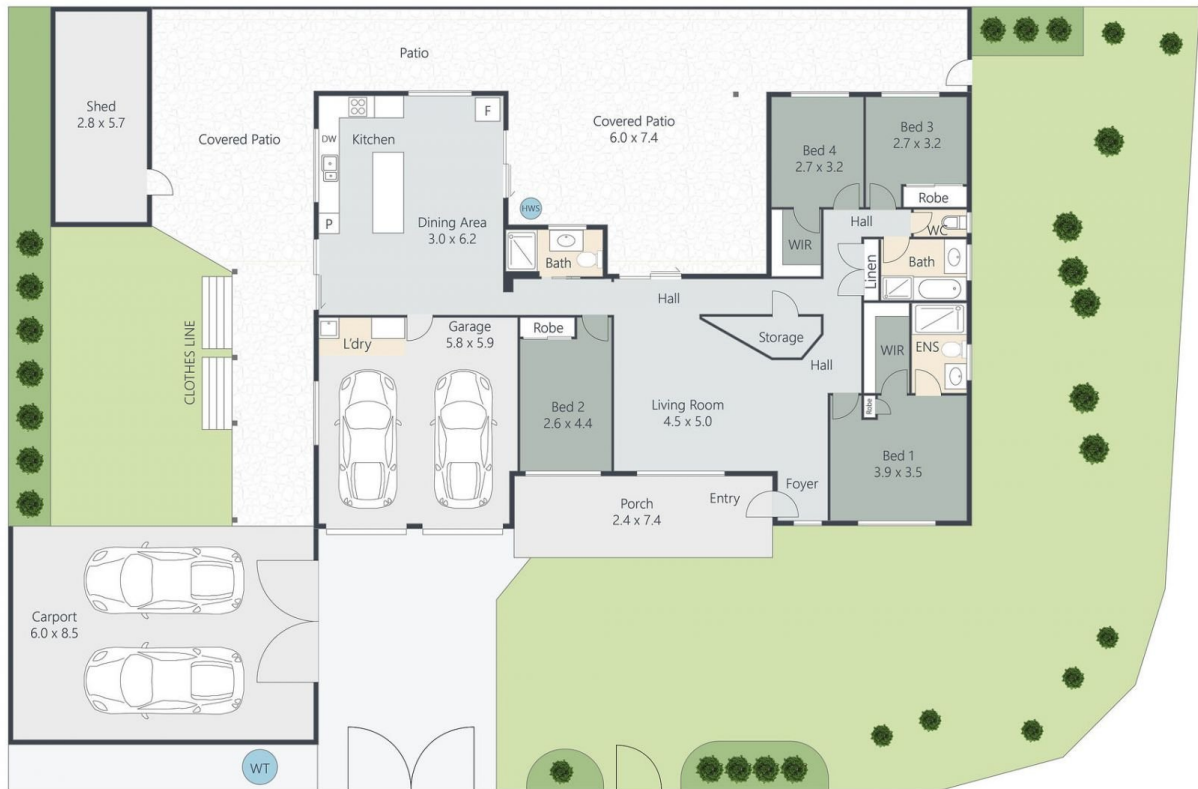 Patio
Shed
2.8 x 5.7
Covered Patio
DW
Kitchen
F
P
Dining Area
3.0 x 6.2
Covered Patio
6.0 x 7.4
HWS
Bath
Bed 4
2.7 x 3.2
Bed 3
2.7 x 3.2
Robe
WIR
Hall
WC
Linen
Bath
Hall
Storage
Hall
WIR
ENS
Robe
CLOTHES LINE
L'dry
Garage
5.8 x 5.9
Robe
Bed 2
2.6 x 4.4
Living Room
4.5 x 5.0
Bed 1
3.9 x 3.5
Foyer
Entry
Porch
2.4 x 7.4
Carport
6.0 x 8.5
WT